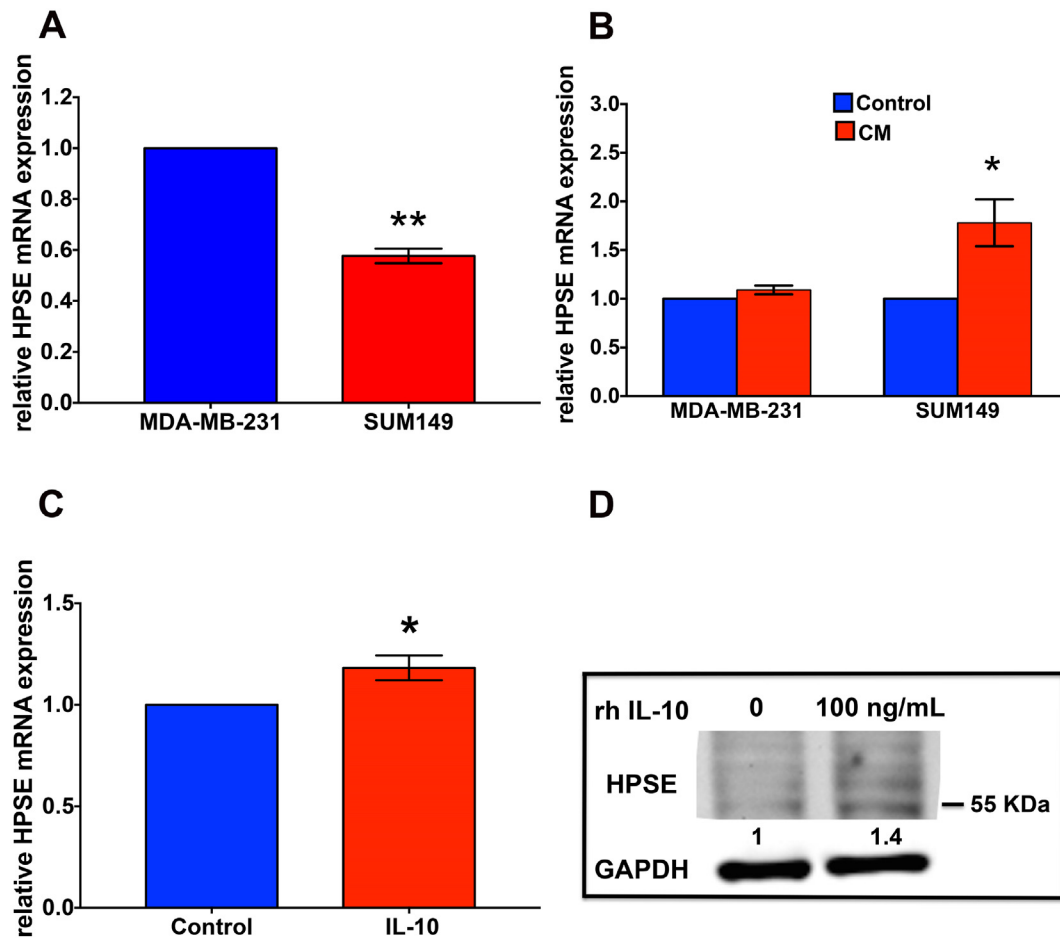 A
relative HPSE mRNA expression
1.2
1.0
0.8
0.6
0.4
0.2
0.0
**
MDA-MB-231 SUM149
B
relative HPSE mRNA expression
3.0
2.5
2.0
1.5
1.0
0.5
0.0
Control
CM
*
MDA-MB-231 SUM149
C
relative HPSE mRNA expression
1.5
1.0
0.5
0.0
*
Control IL-10
D
rh IL-10 0 100 ng/mL
HPSE
55 KDa
1 1.4
GAPDH